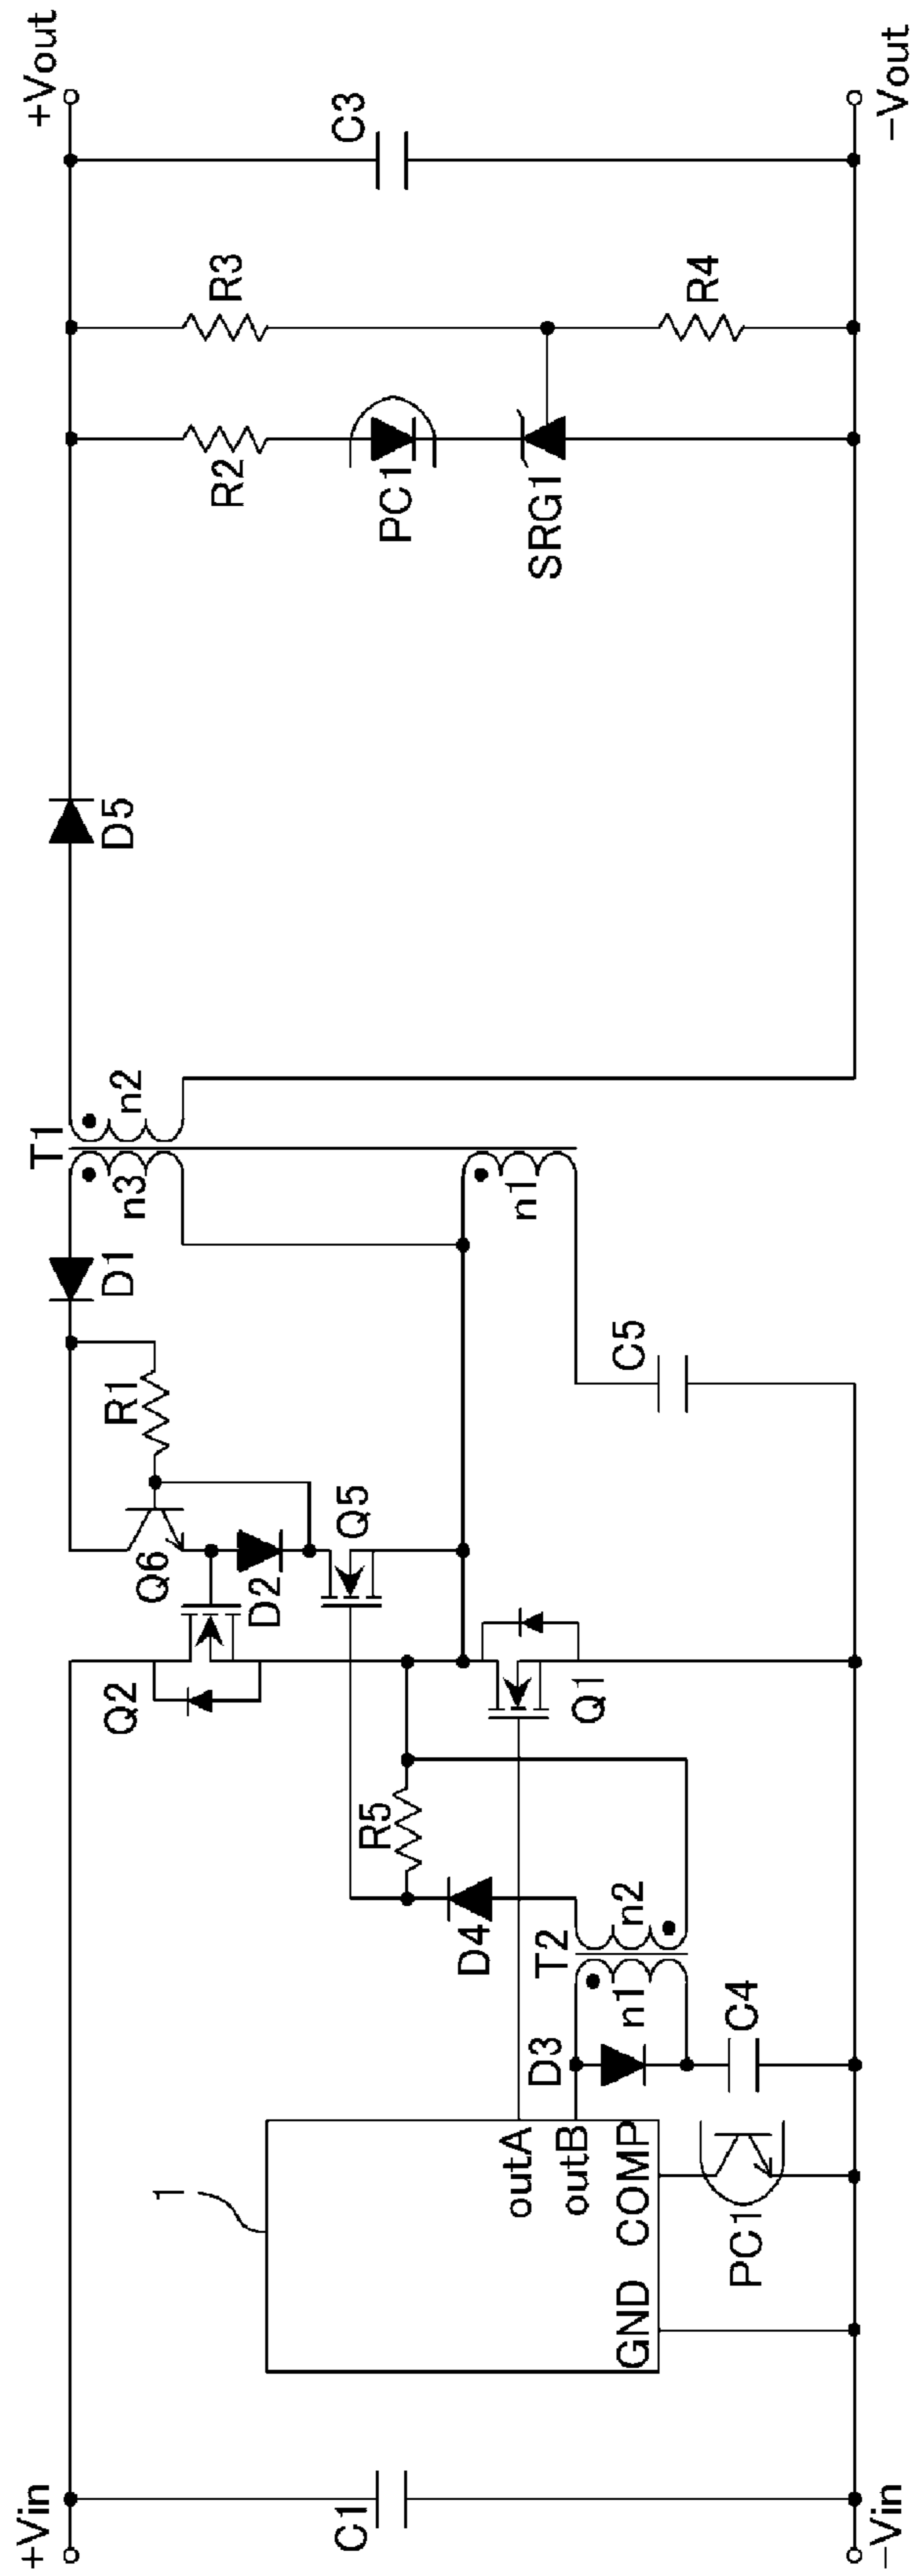 +Vin
−Vin
C1
1
GND
COMP
outA
outB
PC1
D3
C4
n1
T2
n2
D4
R5
Q2
Q1
Q6
D2
Q5
R1
D1
C5
T1
n3
n2
n1
D5
R2
R3
PC1
SRG1
R4
C3
+Vout
−Vout